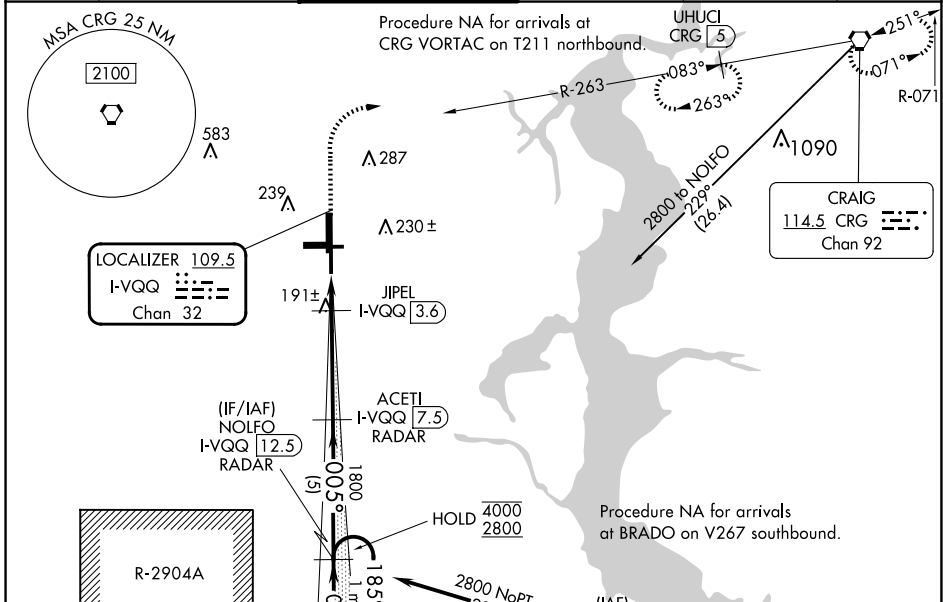 MSA CRG 25 NM
2100
583
Procedure NA for arrivals at
CRG VORTAC on T211 northbound.
UHUCI
CRG 5
251°
071°
R-071
083°
263°
R-263
287
239
230 ±
1090
2800 to NOLFO
229°
(26.4)
CRAIG
114.5 CRG
Chan 92
LOCALIZER 109.5
I-VQQ
Chan 32
191±
JIPEL
I-VQQ 3.6
ACETI
I-VQQ 7.5
RADAR
(IF/IAF)
NOLFO
I-VQQ 12.5
RADAR
005°
(5)
1800
HOLD 4000
2800
185°
Procedure NA for arrivals
at BRADO on V267 southbound.
R-2904A
2800 NoPT
(IAF)